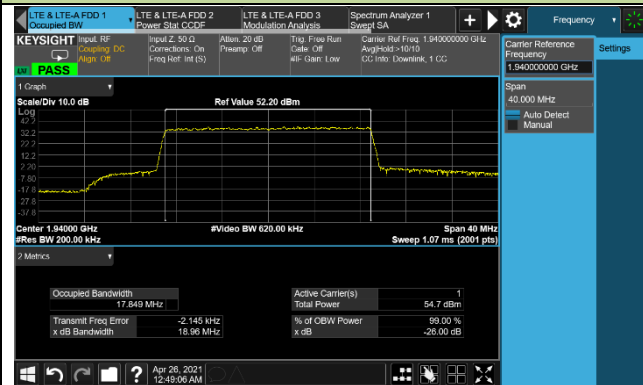 LTE & LTE-A FDD 1
Occupied BW
LTE & LTE-A FDD 2
Power Stat CCDF
LTE & LTE-A FDD 3
Modulation Analysis
Spectrum Analyzer 1
Swept SA
Frequency
KEYSIGHT
Input: RF
Coupling: DC
Align: Off
Input Z: 50 Ω
Corrections: On
Freq Ref: Int (S)
Atten: 20 dB
Preamp: Off
Trig: Free Run
Gate: Off
#IF Gain: Low
Carrier Ref Freq: 1.940000000 GHz
Avg|Hold:>10/10
CC Info: Downlink, 1 CC
PASS
Carrier Reference
Frequency
1.940000000 GHz
Settings
Span
40.000 MHz
Auto Detect
Manual
1 Graph
Scale/Div 10.0 dB
Ref Value 52.20 dBm
Log
42.2
32.2
22.2
12.2
2.20
-7.80
-17.8
-27.8
-37.8
Center 1.94000 GHz
#Video BW 620.00 kHz
Span 40 MHz
#Res BW 200.00 kHz
Sweep 1.07 ms (2001 pts)
2 Metrics
Occupied Bandwidth
17.849 MHz
Active Carrier(s) 1
Total Power 54.7 dBm
Transmit Freq Error -2.145 kHz
x dB Bandwidth 18.96 MHz
% of OBW Power 99.00 %
x dB -26.00 dB
Apr 26, 2021
12:49:06 AM